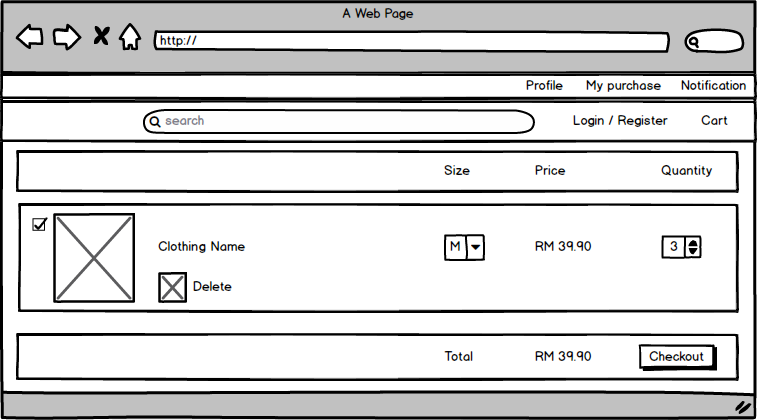 A Web Page
http://
Profile My purchase Notification
search Login / Register Cart
Size Price Quantity
Clothing Name M RM 39.90 3
Delete
Total RM 39.90 Checkout